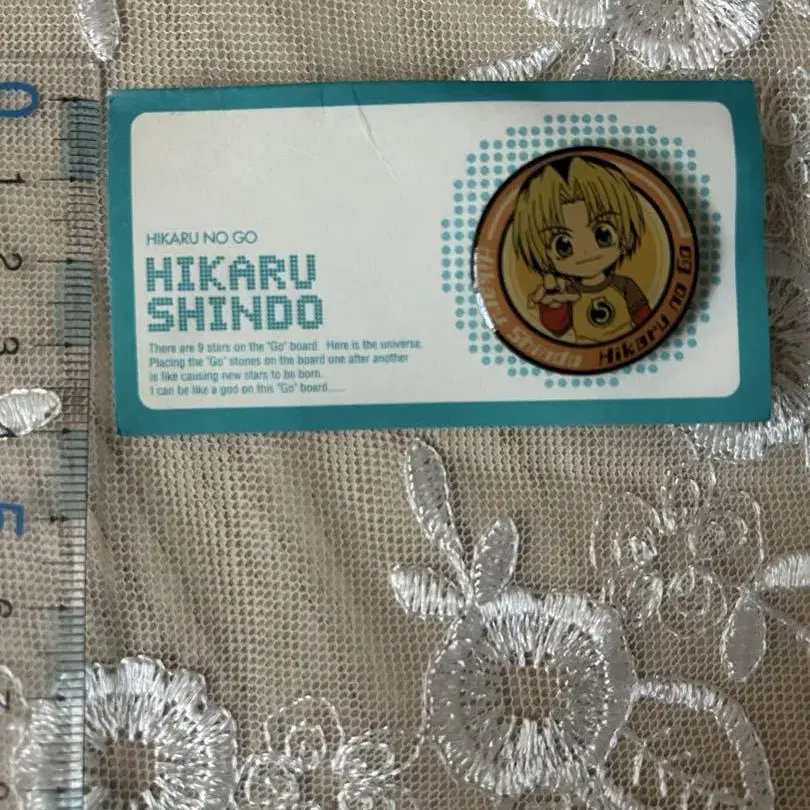 HIKARU NO GO
HIKARU
SHINDO
There are 9 stars on the "Go" board. Here is the universe.
Placing the "Go" stones on the board one after another
is like causing new stars to be born.
I can be like a god on this "Go" board......
Hikaru Shindo
Hikaru no Go
0
1
2
3
4
5
6
7
8